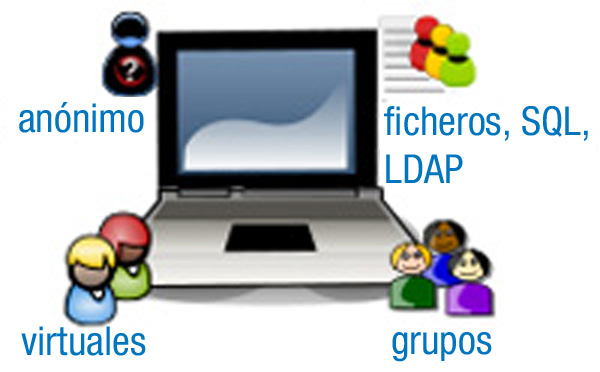 ?
anónimo
ficheros, SQL,
LDAP
virtuales
grupos